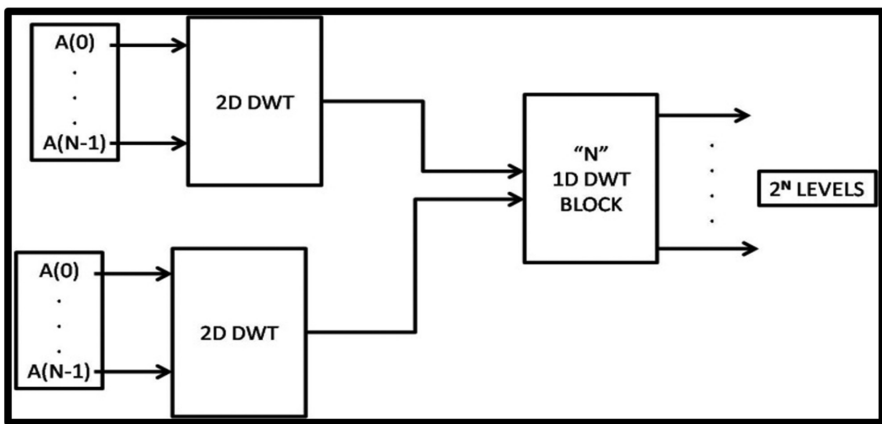 A(0)
.
.
.
A(N-1)
2D DWT
“N”
1D DWT
BLOCK
.
.
.
.
2ᴺ LEVELS
A(0)
.
.
.
A(N-1)
2D DWT